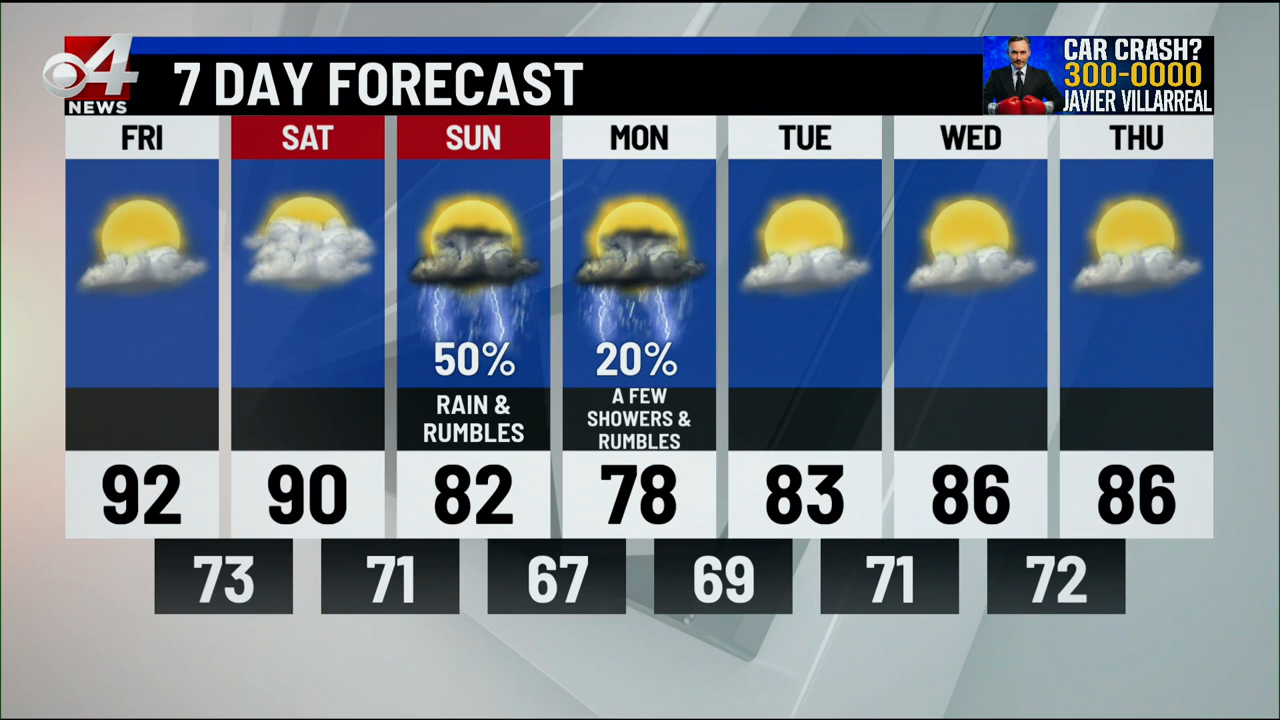 4
NEWS
7 DAY FORECAST
CAR CRASH?
300-0000
JAVIER VILLARREAL
FRI
SAT
SUN
MON
TUE
WED
THU
50%
20%
RAIN &
RUMBLES
A FEW
SHOWERS &
RUMBLES
92
90
82
78
83
86
86
73
71
67
69
71
72